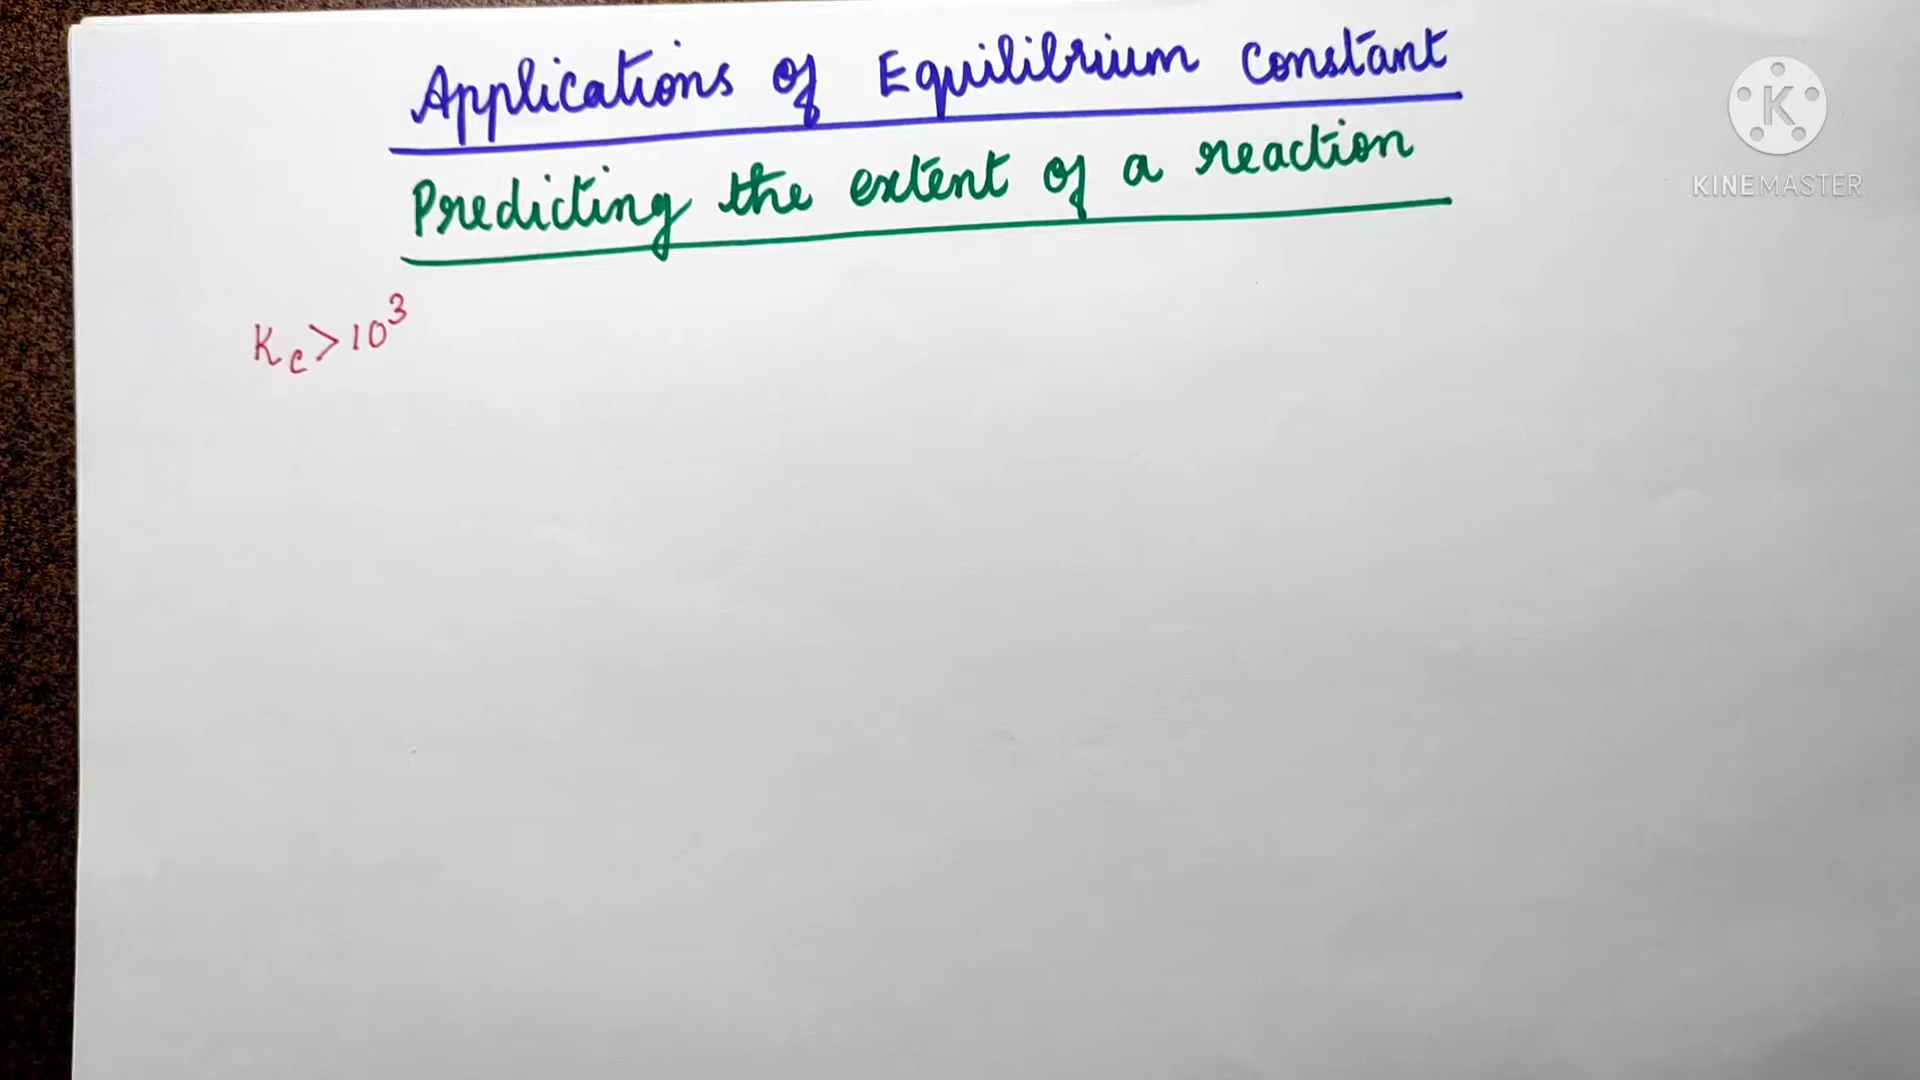 Applications of Equilibrium constant
Predicting the extent of a reaction
Kc > 10³
K
KINEMASTER